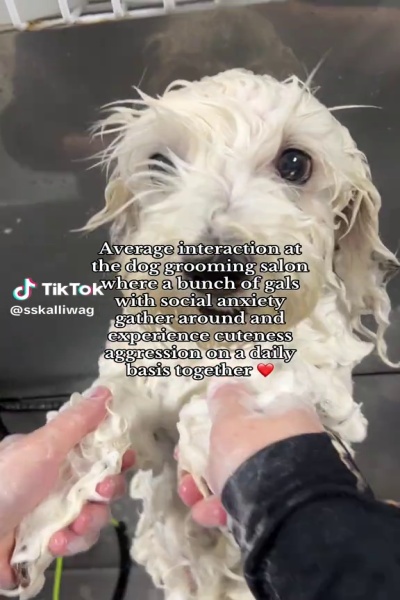 Average interaction at
the dog grooming salon
where a bunch of gals
with social anxiety
gather around and
experience cuteness
aggression on a daily
basis together ❤️
TikTok
@sskalliwag